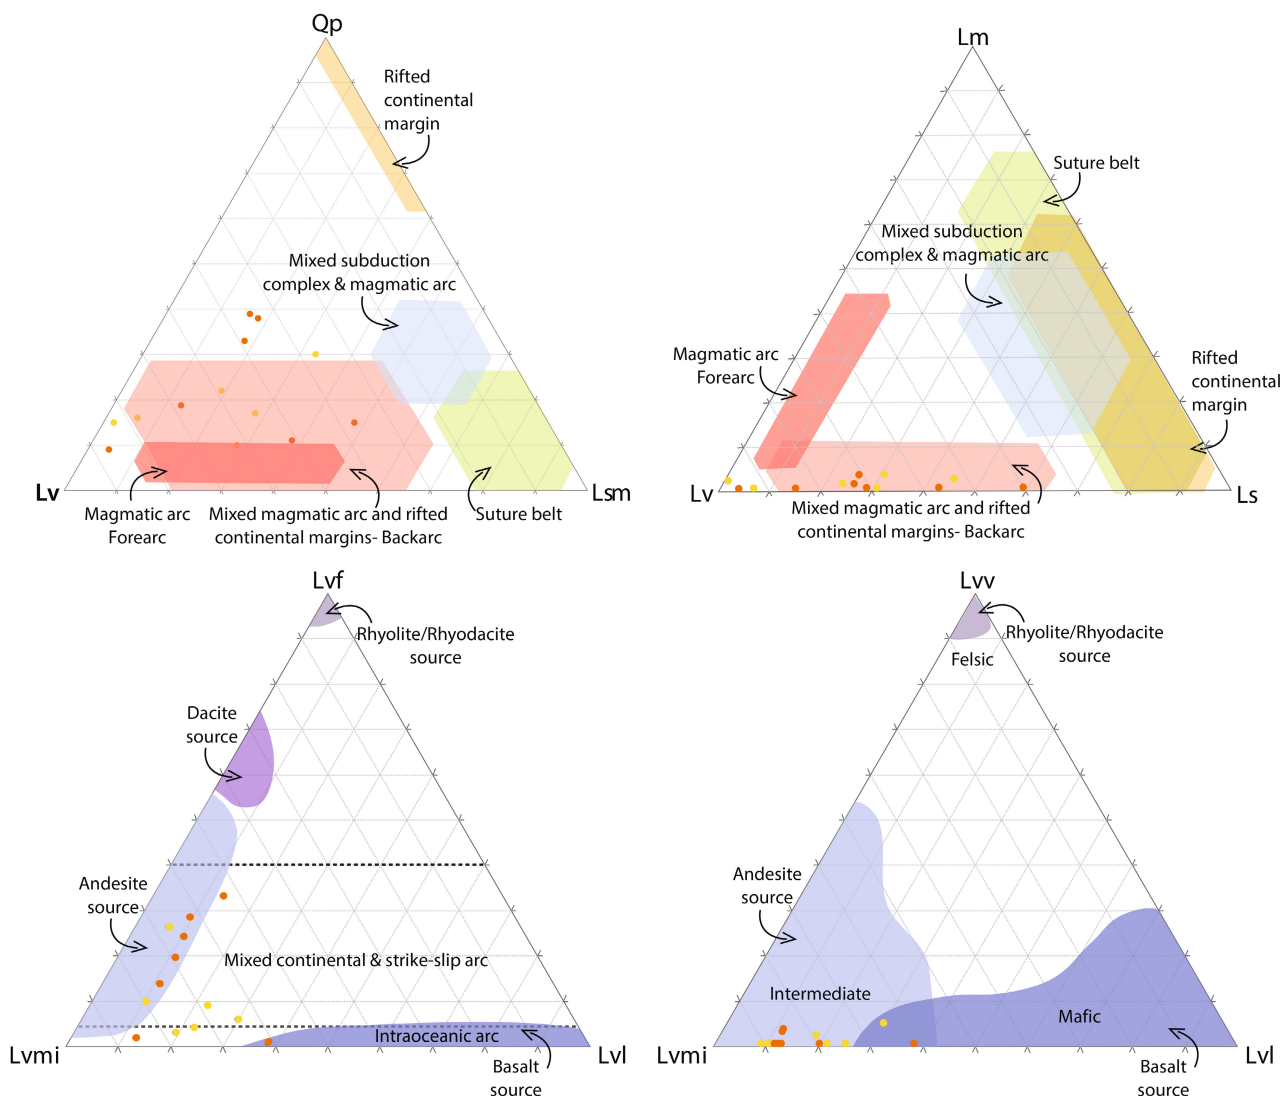 Qp
Rifted
continental
margin
Mixed subduction
complex & magmatic arc
Lv
Lsm
Magmatic arc
Forearc
Mixed magmatic arc and rifted
continental margins- Backarc
Suture belt
Lm
Suture belt
Mixed subduction
complex & magmatic arc
Magmatic arc
Forearc
Rifted
continental
margin
Lv
Ls
Mixed magmatic arc and rifted
continental margins- Backarc
Lvf
Rhyolite/Rhyodacite
source
Dacite
source
Andesite
source
Mixed continental & strike-slip arc
Intraoceanic arc
Lvmi
Lvl
Basalt
source
Lvv
Rhyolite/Rhyodacite
source
Felsic
Andesite
source
Intermediate
Mafic
Lvmi
Lvl
Basalt
source